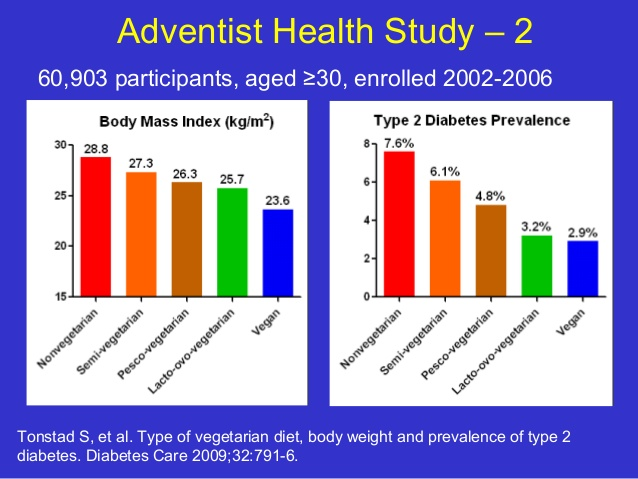 Adventist Health Study – 2
60,903 participants, aged ≥30, enrolled 2002-2006
Body Mass Index (kg/m²)
30
25
20
15
28.8
27.3
26.3
25.7
23.6
Nonvegetarian
Semi-vegetarian
Pesco-vegetarian
Lacto-ovo-vegetarian
Vegan
Type 2 Diabetes Prevalence
8
6
4
2
0
7.6%
6.1%
4.8%
3.2%
2.9%
Nonvegetarian
Semi-vegetarian
Pesco-vegetarian
Lacto-ovo-vegetarian
Vegan
Tonstad S, et al. Type of vegetarian diet, body weight and prevalence of type 2
diabetes. Diabetes Care 2009;32:791-6.